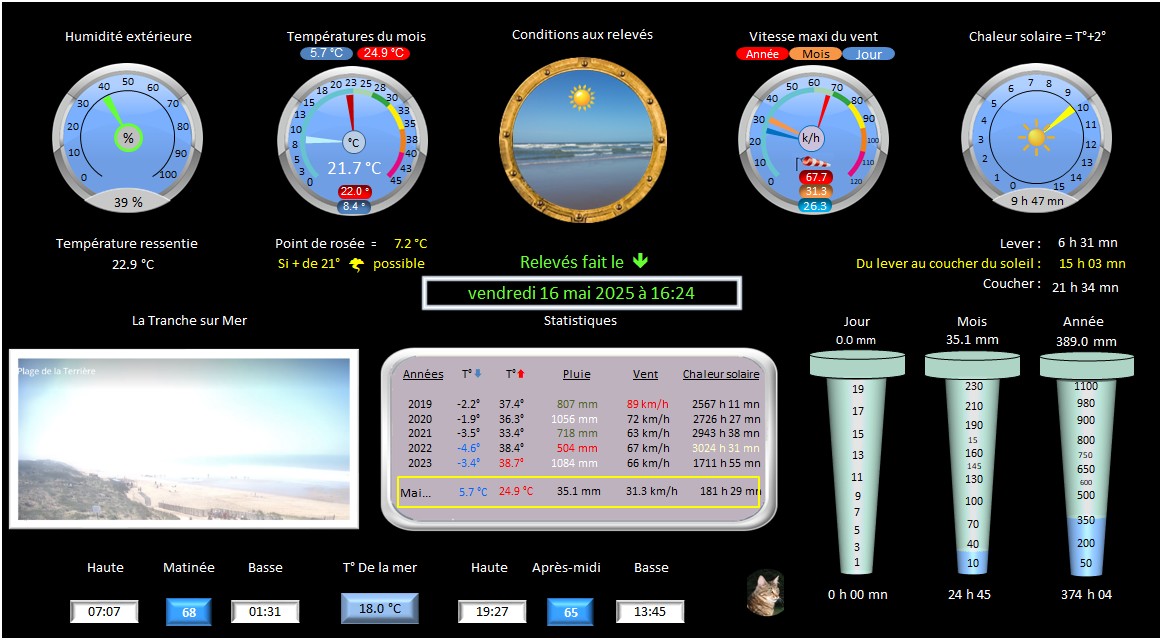 Humidité extérieure
Températures du mois
5.7 °C 24.9 °C
Conditions aux relevés
Vitesse maxi du vent
Année Mois Jour
Chaleur solaire = T°+2°
0 10 20 30 40 50 60 70 80 90 100
%
39 %
0 3 5 8 10 13 15 18 20 23 25 28 30 33 35 38 40 43 45
°C
21.7 °C
22.0 °
8.4 °
0 10 20 30 40 50 60 70 80 90 100 110 120
k/h
67.7
31.3
26.3
0 1 2 3 4 5 6 7 8 9 10 11 12 13 14 15
9 h 47 mn
Température ressentie
22.9 °C
Point de rosée = 7.2 °C
Si + de 21° possible
Relevés fait le
vendredi 16 mai 2025 à 16:24
Lever : 6 h 31 mn
Du lever au coucher du soleil : 15 h 03 mn
Coucher : 21 h 34 mn
La Tranche sur Mer
Plage de la Terrière
Statistiques
Années T° T° Pluie Vent Chaleur solaire
2019 -2.2° 37.4° 807 mm 89 km/h 2567 h 11 mn
2020 -1.9° 36.3° 1056 mm 72 km/h 2726 h 27 mn
2021 -3.5° 33.4° 718 mm 63 km/h 2943 h 38 mn
2022 -4.6° 38.4° 504 mm 67 km/h 3024 h 31 mn
2023 -3.4° 38.7° 1084 mm 66 km/h 1711 h 55 mn
Mai... 5.7 °C 24.9 °C 35.1 mm 31.3 km/h 181 h 29 mn
Jour
0.0 mm
19
17
15
13
11
9
7
5
3
1
0 h 00 mn
Mois
35.1 mm
230
210
190
15
160
145
130
100
70
40
10
24 h 45
Année
389.0 mm
1100
980
900
800
750
650
600
500
350
200
50
374 h 04
Haute Matinée Basse T° De la mer Haute Après-midi Basse
07:07 68 01:31 18.0 °C 19:27 65 13:45